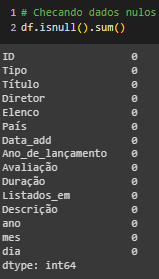 1 # Checando dados nulos
2 df.isnull().sum()
ID 0
Tipo 0
Título 0
Diretor 0
Elenco 0
País 0
Data_add 0
Ano_de_lançamento 0
Avaliação 0
Duração 0
Listados_em 0
Descrição 0
ano 0
mes 0
dia 0
dtype: int64